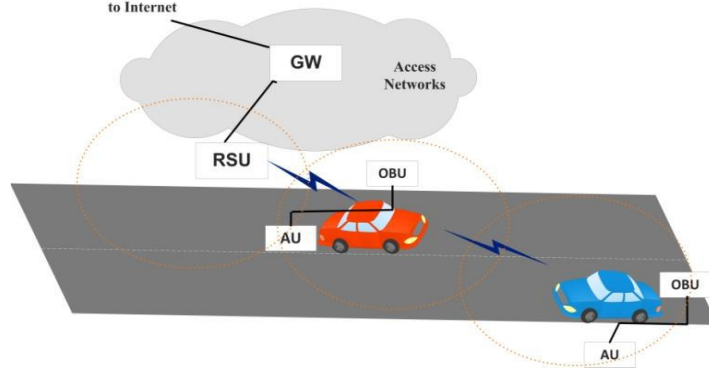 to Internet
GW
Access
Networks
RSU
OBU
AU
OBU
AU